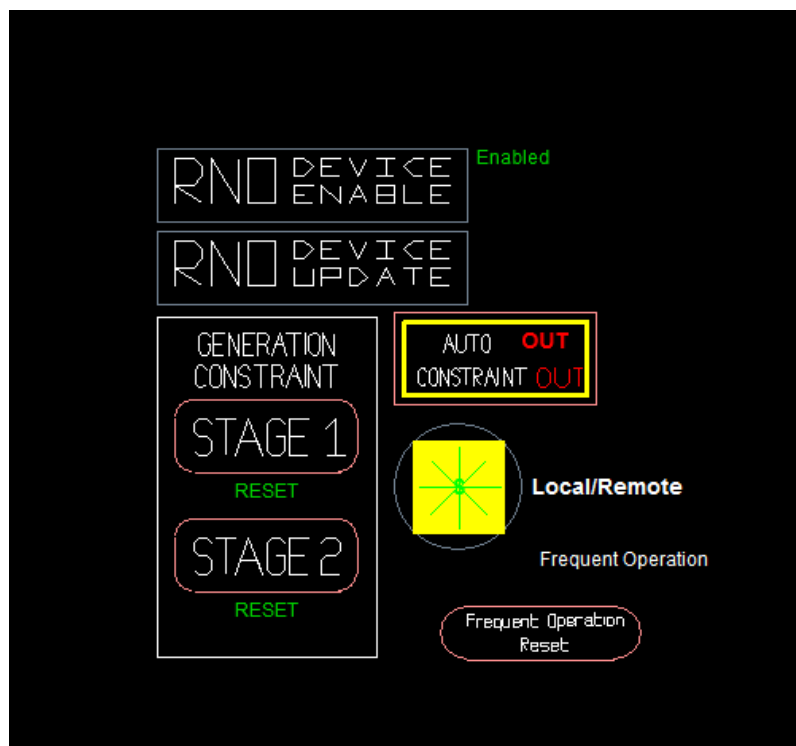 RNO DEVICE ENABLE
Enabled
RNO DEVICE UPDATE
GENERATION
CONSTRAINT
STAGE 1
RESET
STAGE 2
RESET
AUTO OUT
CONSTRAINT OUT
Local/Remote
Frequent Operation
Frequent Operation
Reset